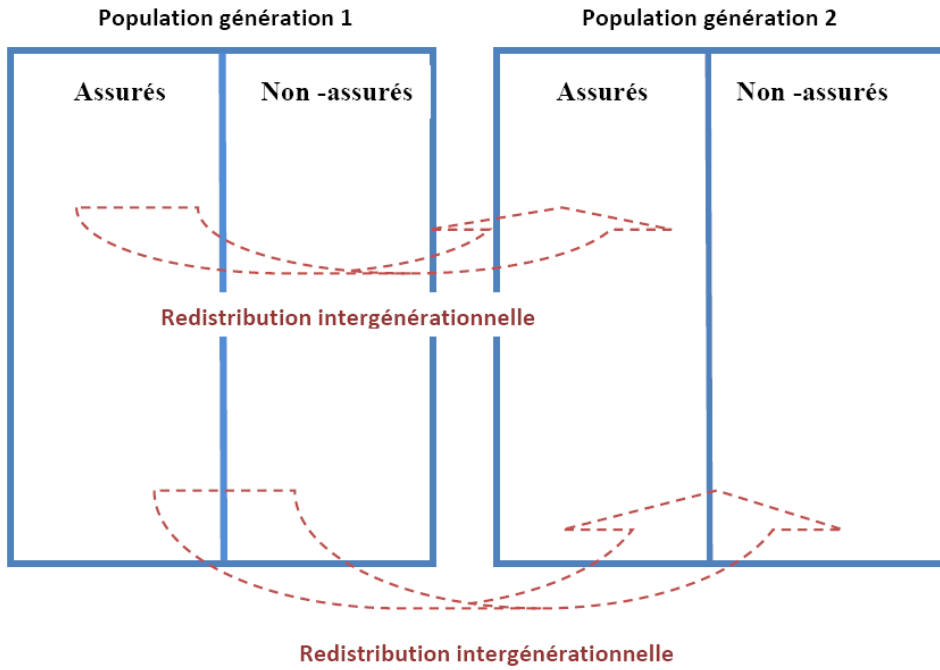 Population génération 1
Population génération 2
Assurés
Non -assurés
Assurés
Non -assurés
Redistribution intergénérationnelle
Redistribution intergénérationnelle